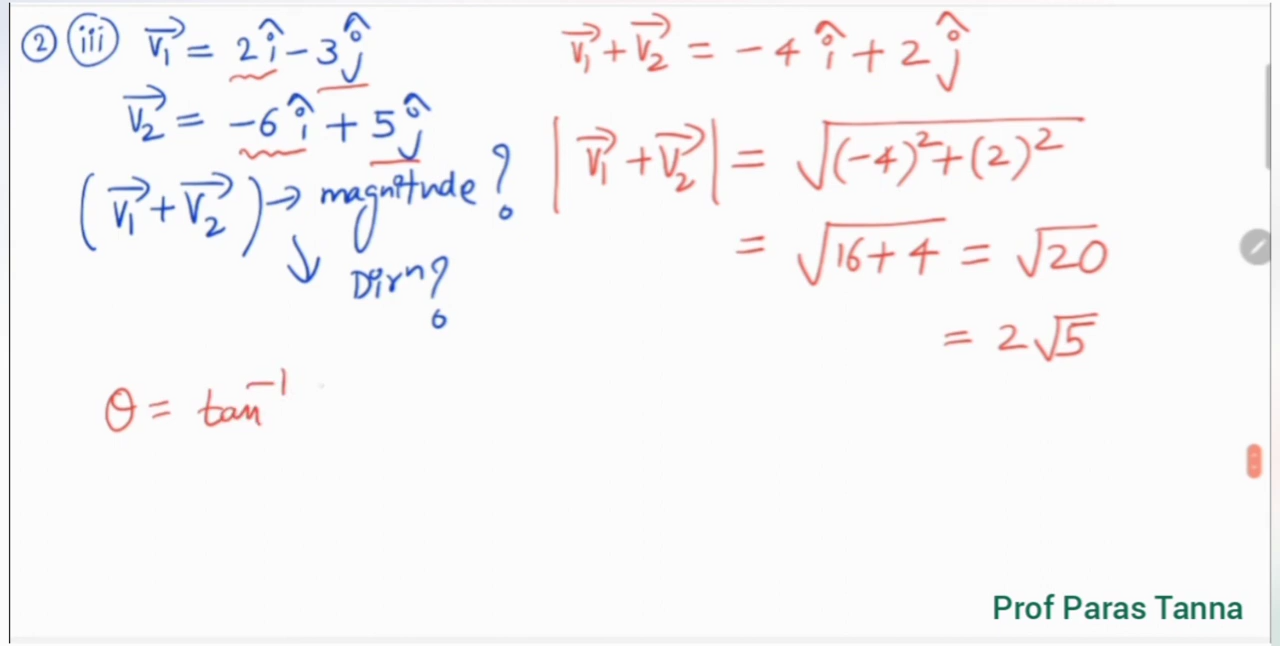 ② ⓘⓘⓘ v₁⃗ = 2î − 3ĵ
v₂⃗ = −6î + 5ĵ
(v₁⃗ + v₂⃗) → magnitude?
↓ Dirⁿ?
θ = tan⁻¹
v₁⃗ + v₂⃗ = −4î + 2ĵ
|v₁⃗ + v₂⃗| = √((−4)² + (2)²)
= √(16 + 4) = √20
= 2√5
Prof Paras Tanna